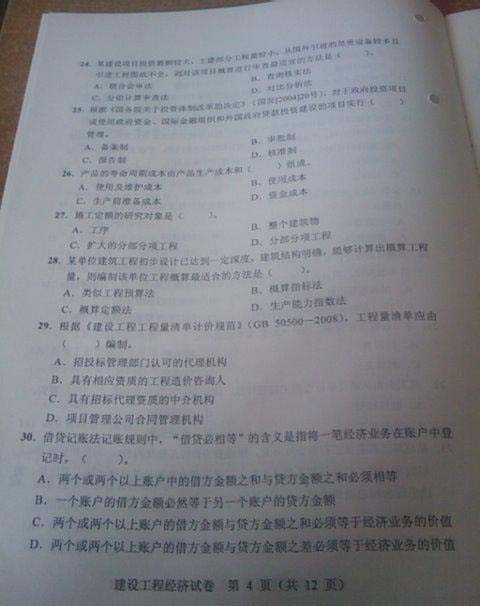 24. 某建设项目投资数额较大，土建部分工程量较小，从国外引进的设备较多且
引进工程图纸不全，则对该项目概算进行审查最适宜的方法是（　）。
A. 联合会审法　B. 查询核实法
C. 分组计算审查法　D. 对比分析法
25. 根据《国务院关于投资体制改革的决定》（国发[2004]20号），对于政府投资项目
或使用政府资金、国际金融组织和外国政府贷款投资建设的项目实行（　）
管理。
A. 备案制　B. 审批制
C. 报告制　D. 核准制
26. 产品的寿命周期成本由产品生产成本和（　）组成。
A. 使用及维护成本　B. 使用成本
C. 生产前准备成本　D. 资金成本
27. 施工定额的研究对象是（　）。
A. 工序　B. 整个建筑物
C. 扩大的分部分项工程　D. 分部分项工程
28. 某单位建筑工程初步设计已达到一定深度，建筑结构明确，能够计算出概算工程
量，则编制该单位工程概算最适合的方法是（　）。
A. 类似工程预算法　B. 概算指标法
C. 概算定额法　D. 生产能力指数法
29. 根据《建设工程工程量清单计价规范》（GB 50500—2008），工程量清单应由
（　）编制。
A. 招投标管理部门认可的代理机构
B. 具有相应资质的工程造价咨询人
C. 具有招标代理资质的中介机构
D. 项目管理公司合同管理机构
30. 借贷记账法记账规则中，“借贷必相等”的含义是指将一笔经济业务在账户中登
记时，（　）。
A. 两个或两个以上账户中的借方金额之和与贷方金额之和必须相等
B. 一个账户的借方金额必然等于另一个账户的贷方金额
C. 两个或两个以上账户的借方金额与贷方金额之和必须等于经济业务的价值
D. 两个或两个以上账户的借方金额与贷方金额之差必须等于经济业务的价值
建设工程经济试卷　第 4 页（共 12 页）